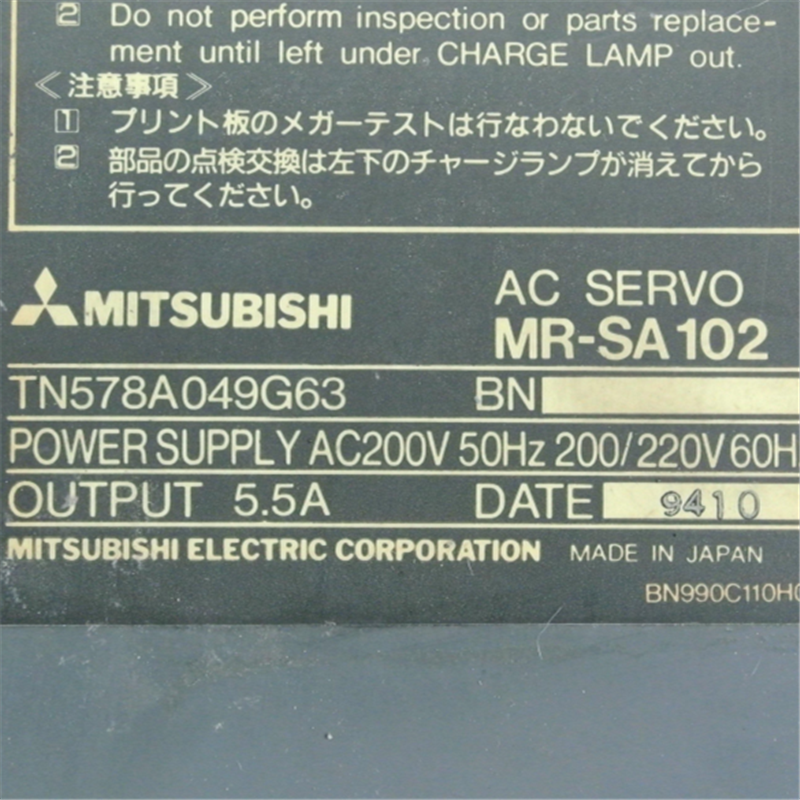 2 Do not perform inspection or parts replace-
ment until left under CHARGE LAMP out.
<注意事項>
1 プリント板のメガーテストは行なわないでください。
2 部品の点検交換は左下のチャージランプが消えてから
行ってください。
MITSUBISHI
AC SERVO
MR-SA102
TN578A049G63 BN
POWER SUPPLY AC200V 50Hz 200/220V 60H
OUTPUT 5.5A DATE 9410
MITSUBISHI ELECTRIC CORPORATION MADE IN JAPAN
BN990C110H0